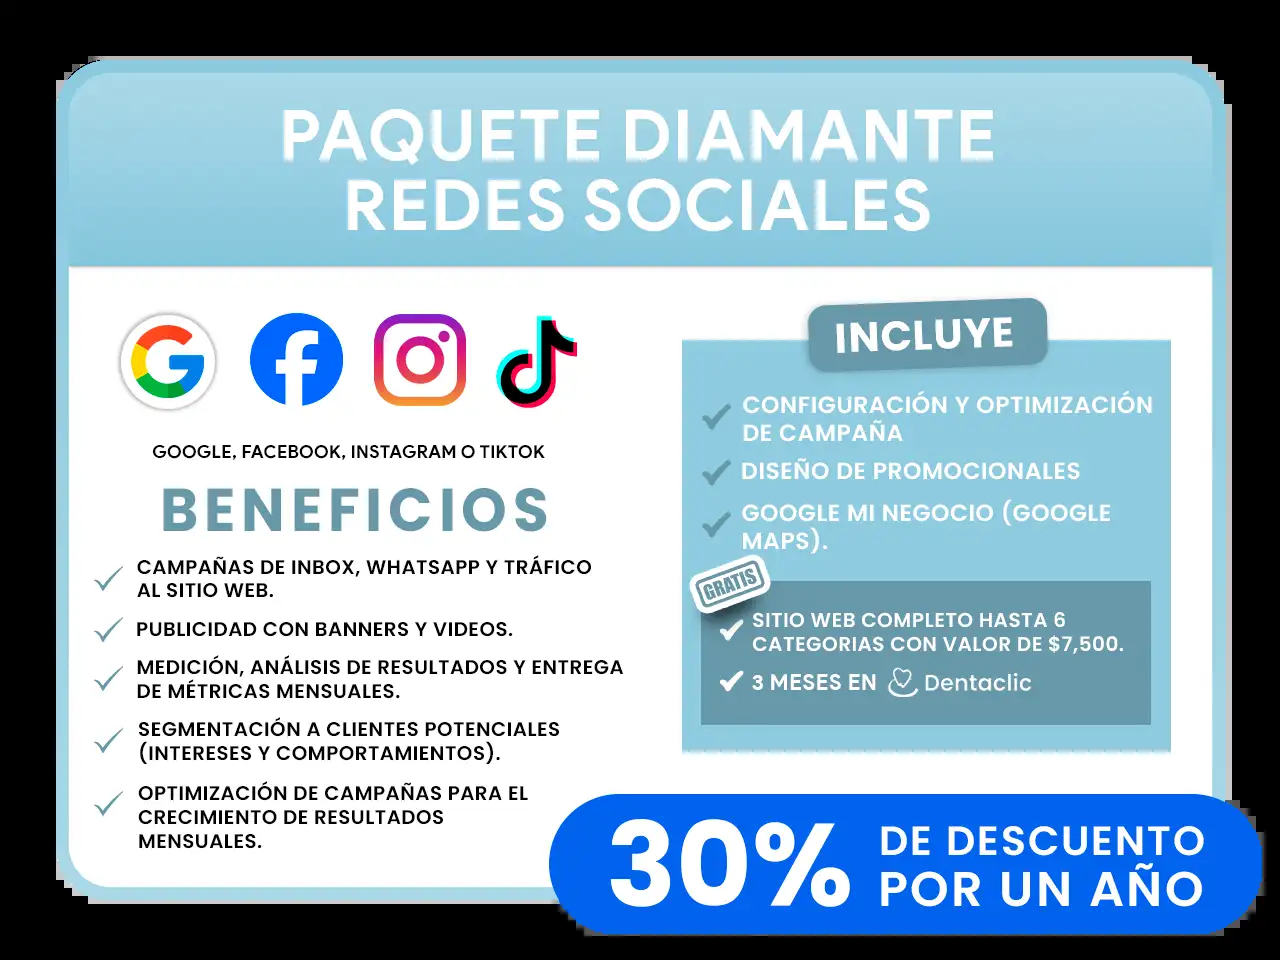 PAQUETE DIAMANTE
REDES SOCIALES
GOOGLE, FACEBOOK, INSTAGRAM O TIKTOK
BENEFICIOS
CAMPAÑAS DE INBOX, WHATSAPP Y TRÁFICO
AL SITIO WEB.
PUBLICIDAD CON BANNERS Y VIDEOS.
MEDICIÓN, ANÁLISIS DE RESULTADOS Y ENTREGA
DE MÉTRICAS MENSUALES.
SEGMENTACIÓN A CLIENTES POTENCIALES
(INTERESES Y COMPORTAMIENTOS).
OPTIMIZACIÓN DE CAMPAÑAS PARA EL
CRECIMIENTO DE RESULTADOS
MENSUALES.
INCLUYE
CONFIGURACIÓN Y OPTIMIZACIÓN
DE CAMPAÑA
DISEÑO DE PROMOCIONALES
GOOGLE MI NEGOCIO (GOOGLE
MAPS).
GRATIS
SITIO WEB COMPLETO HASTA 6
CATEGORIAS CON VALOR DE $7,500.
3 MESES EN Dentaclic
30% DE DESCUENTO
POR UN AÑO